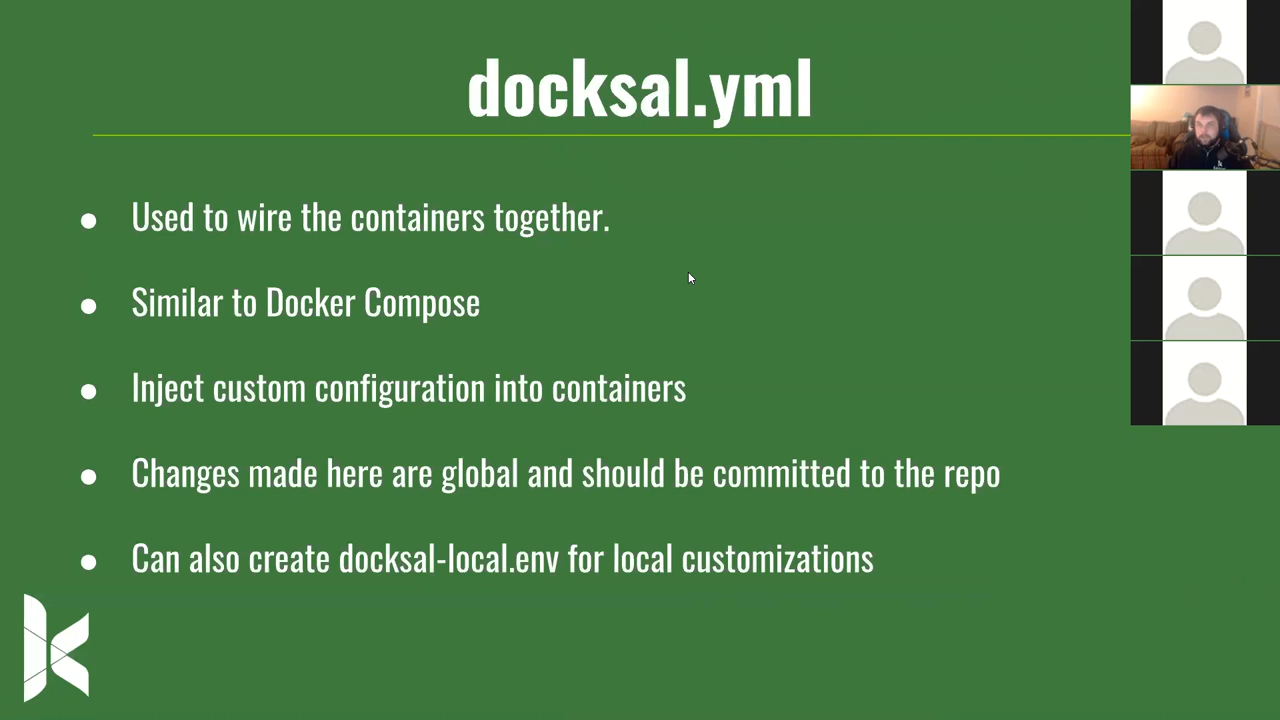 docksal.yml
● Used to wire the containers together.
● Similar to Docker Compose
● Inject custom configuration into containers
● Changes made here are global and should be committed to the repo
● Can also create docksal-local.env for local customizations